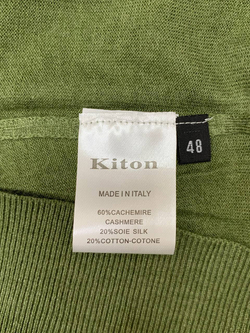 Kiton
48
MADE IN ITALY
60%CACHEMIRE
CASHMERE
20%SOIE SILK
20%COTTON-COTONE